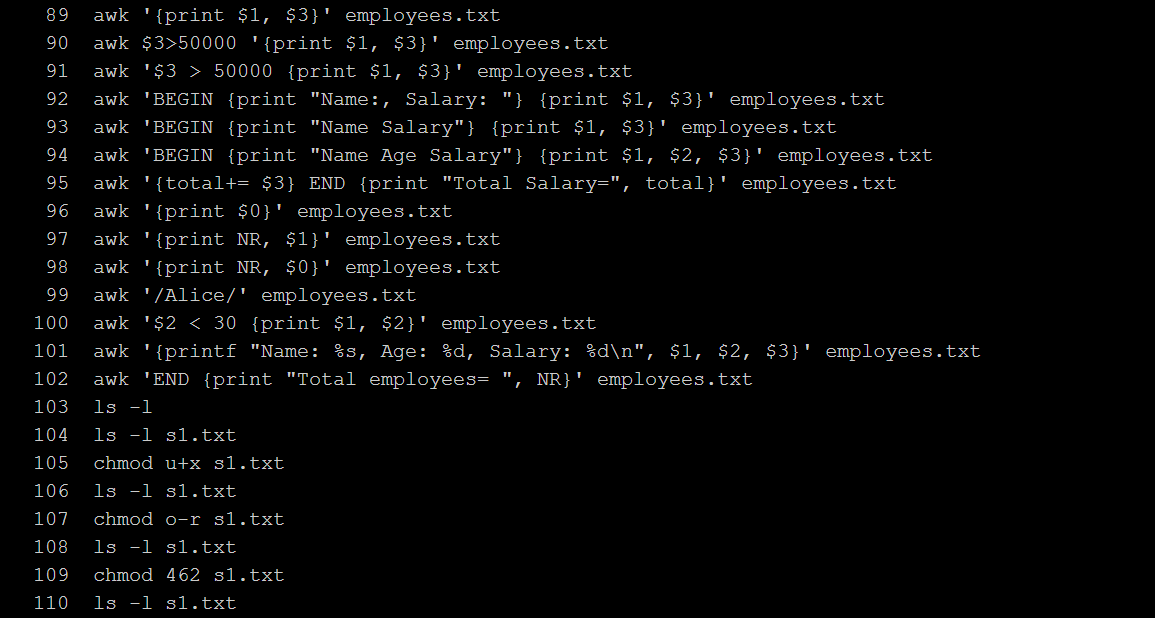 89 awk '{print $1, $3}' employees.txt
90 awk $3>50000 '{print $1, $3}' employees.txt
91 awk '$3 > 50000 {print $1, $3}' employees.txt
92 awk 'BEGIN {print "Name:, Salary: "} {print $1, $3}' employees.txt
93 awk 'BEGIN {print "Name Salary"} {print $1, $3}' employees.txt
94 awk 'BEGIN {print "Name Age Salary"} {print $1, $2, $3}' employees.txt
95 awk '{total+= $3} END {print "Total Salary=", total}' employees.txt
96 awk '{print $0}' employees.txt
97 awk '{print NR, $1}' employees.txt
98 awk '{print NR, $0}' employees.txt
99 awk '/Alice/' employees.txt
100 awk '$2 < 30 {print $1, $2}' employees.txt
101 awk '{printf "Name: %s, Age: %d, Salary: %d\n", $1, $2, $3}' employees.txt
102 awk 'END {print "Total employees= ", NR}' employees.txt
103 ls -l
104 ls -l s1.txt
105 chmod u+x s1.txt
106 ls -l s1.txt
107 chmod o-r s1.txt
108 ls -l s1.txt
109 chmod 462 s1.txt
110 ls -l s1.txt